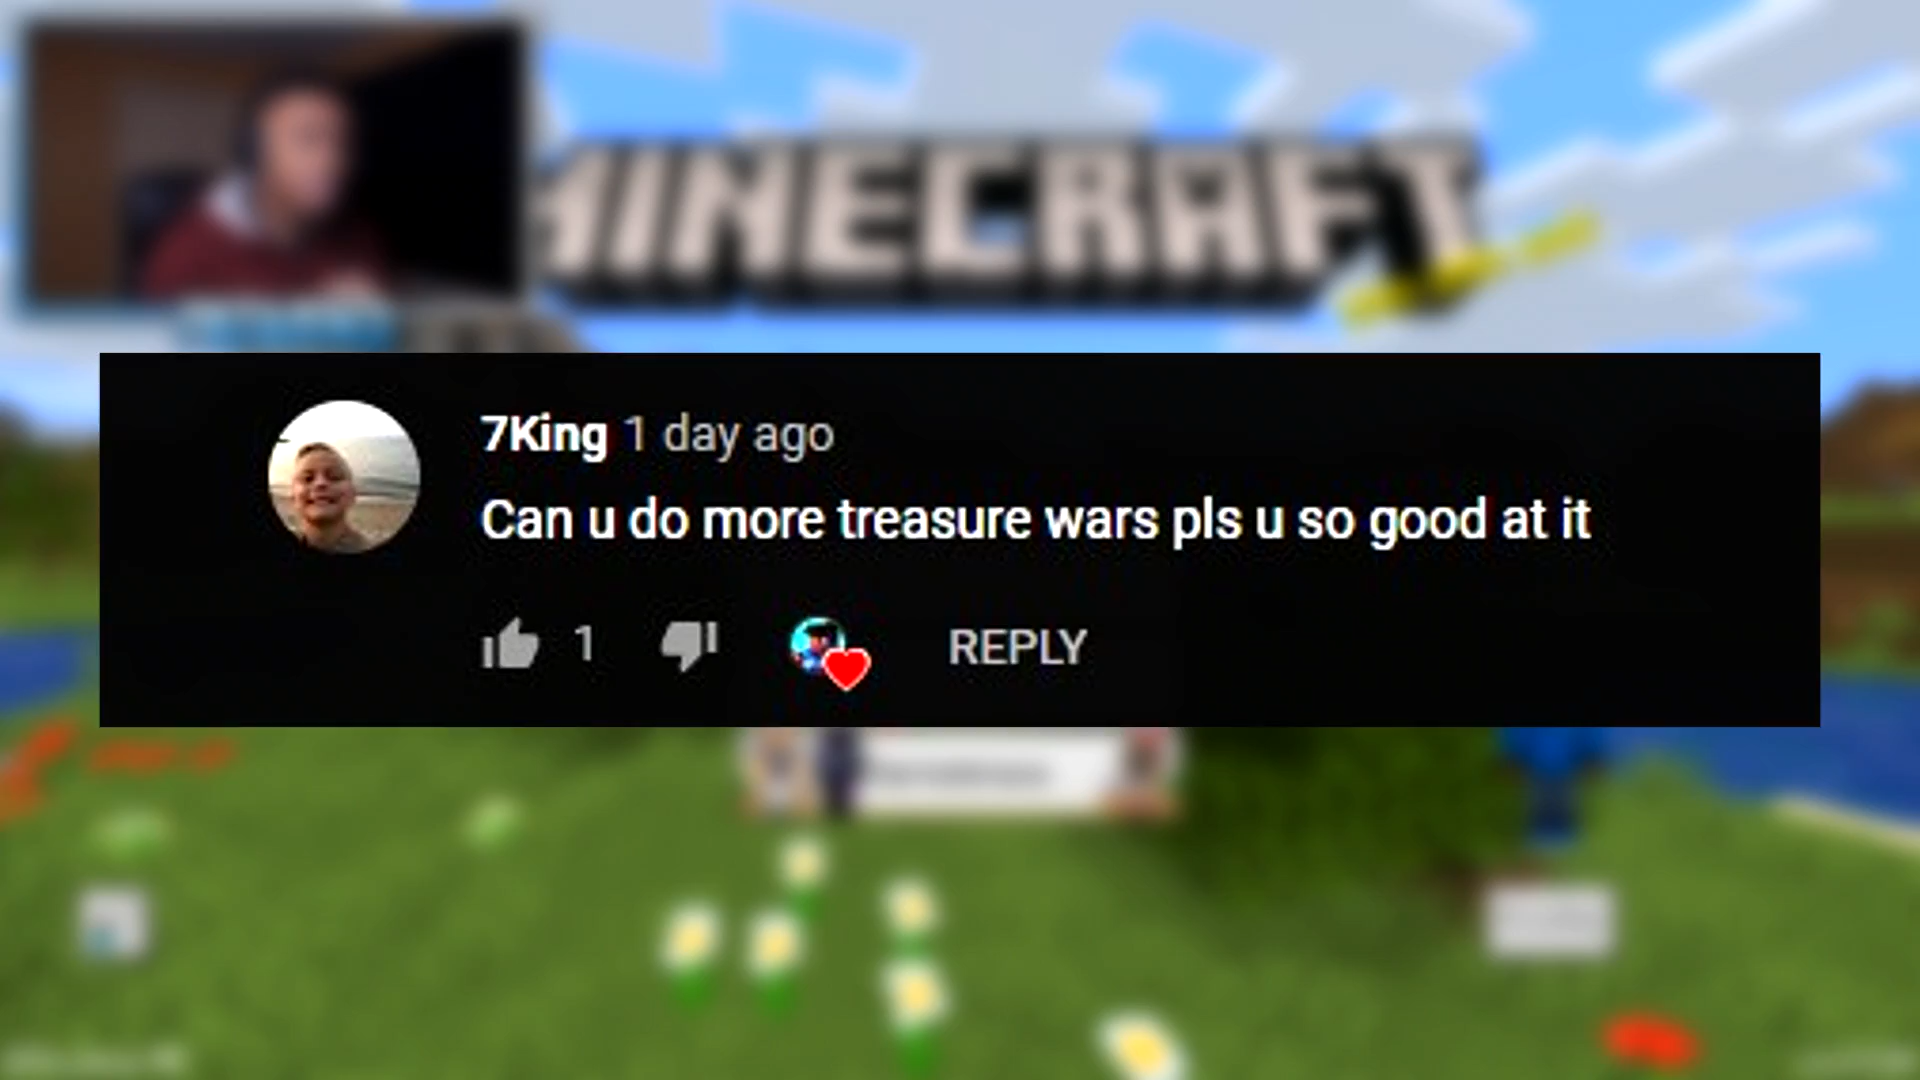 MINECRAFT
7King 1 day ago
Can u do more treasure wars pls u so good at it
1
REPLY